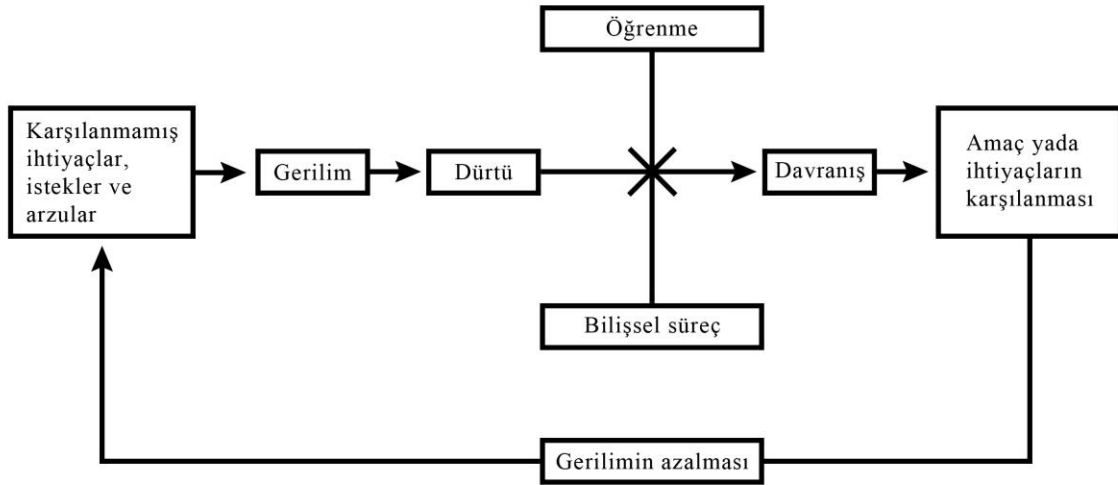 Öğrenme
Karşılanmamış
ihtiyaçlar,
istekler ve
arzular
Gerilim
Dürtü
Davranış
Amaç yada
ihtiyaçların
karşılanması
Bilişsel süreç
Gerilimin azalması